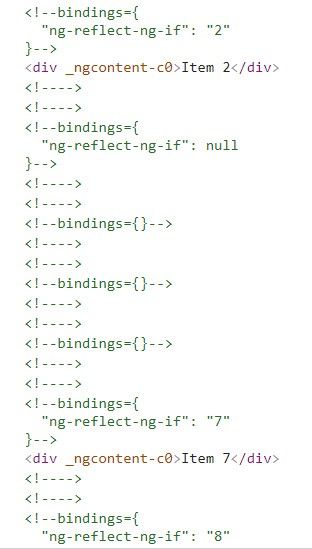 <!--bindings={
"ng-reflect-ng-if": "2"
}-->
<div _ngcontent-c0>Item 2</div>
<!---->
<!---->
<!--bindings={
"ng-reflect-ng-if": null
}-->
<!---->
<!---->
<!--bindings={}-->
<!---->
<!---->
<!--bindings={}-->
<!---->
<!---->
<!--bindings={}-->
<!---->
<!---->
<!--bindings={
"ng-reflect-ng-if": "7"
}-->
<div _ngcontent-c0>Item 7</div>
<!---->
<!---->
<!--bindings={
"ng-reflect-ng-if": "8"